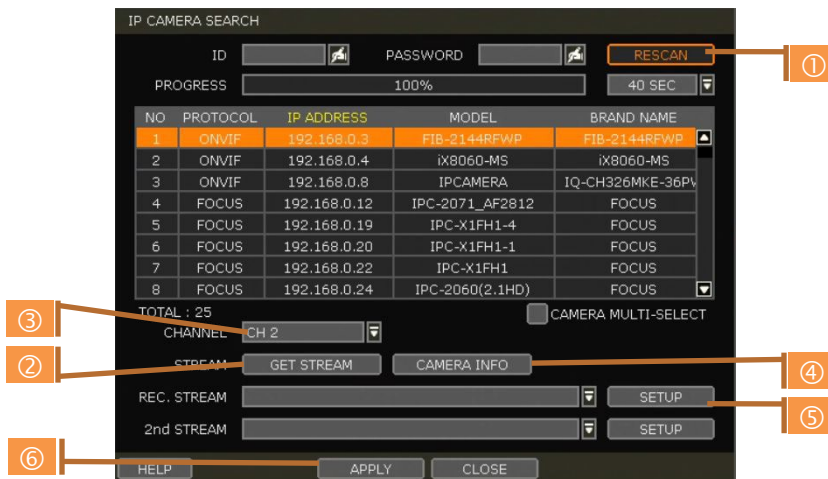 IP CAMERA SEARCH
ID PASSWORD RESCAN ①
PROGRESS 100% 40 SEC
NO PROTOCOL IP ADDRESS MODEL BRAND NAME
1 ONVIF 192.168.0.3 FIB-2144RFWP FIB-2144RFWP
2 ONVIF 192.168.0.4 iX8060-MS iX8060-MS
3 ONVIF 192.168.0.8 IPCAMERA IQ-CH326MKE-36PV
4 FOCUS 192.168.0.12 IPC-2071_AF2812 FOCUS
5 FOCUS 192.168.0.19 IPC-X1FH1-4 FOCUS
6 FOCUS 192.168.0.20 IPC-X1FH1-1 FOCUS
7 FOCUS 192.168.0.22 IPC-X1FH1 FOCUS
8 FOCUS 192.168.0.24 IPC-2060(2.1HD) FOCUS
TOTAL : 25 CAMERA MULTI-SELECT
③ CHANNEL CH 2
② STREAM GET STREAM CAMERA INFO ④
REC. STREAM SETUP ⑤
2nd STREAM SETUP
⑥ HELP APPLY CLOSE